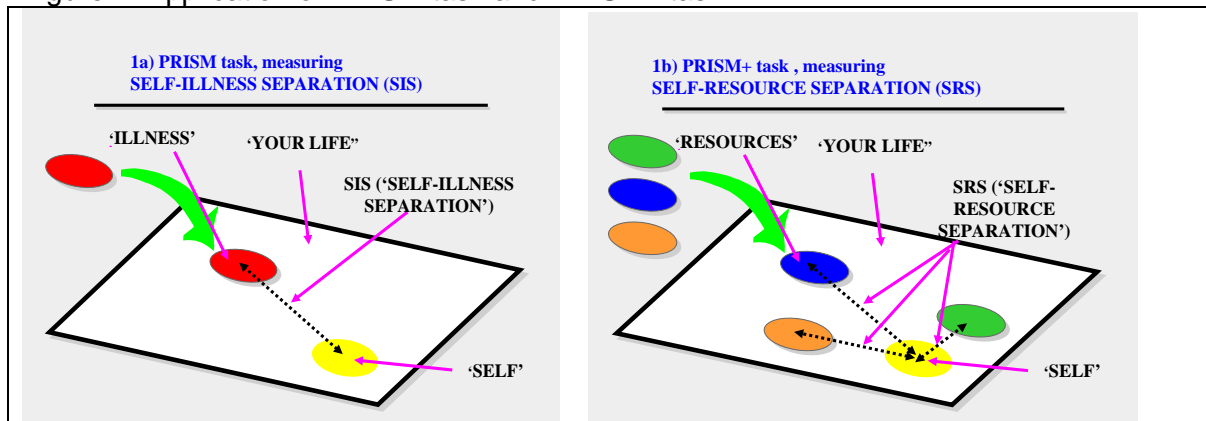 1a) PRISM task, measuring
SELF-ILLNESS SEPARATION (SIS)
‘ILLNESS’
‘YOUR LIFE”
SIS (‘SELF-ILLNESS
SEPARATION’)
‘SELF’
1b) PRISM+ task , measuring
SELF-RESOURCE SEPARATION (SRS)
‘RESOURCES’
‘YOUR LIFE”
SRS (‘SELF-
RESOURCE
SEPARATION’)
‘SELF’